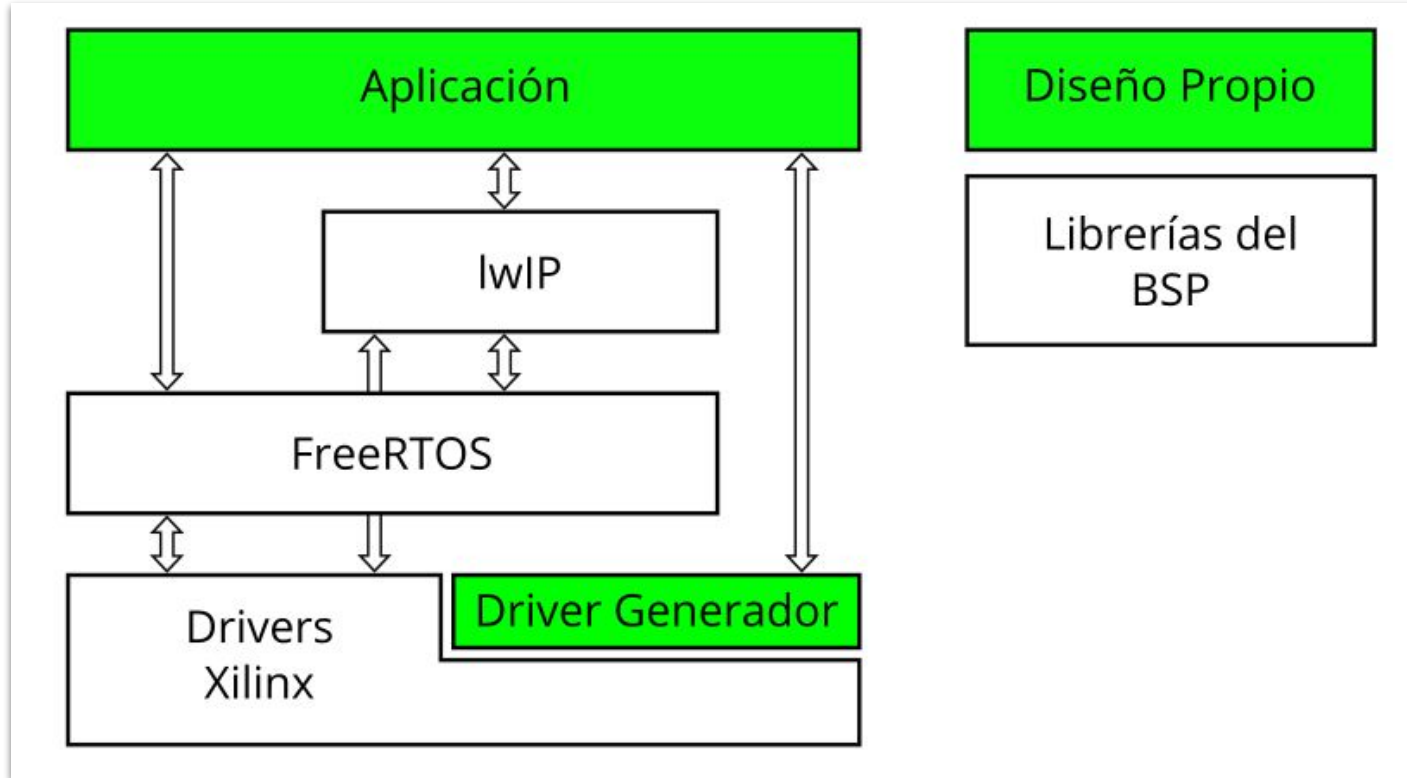 Aplicación
Diseño Propio
lwIP
Librerías del
BSP
FreeRTOS
Drivers
Xilinx
Driver Generador